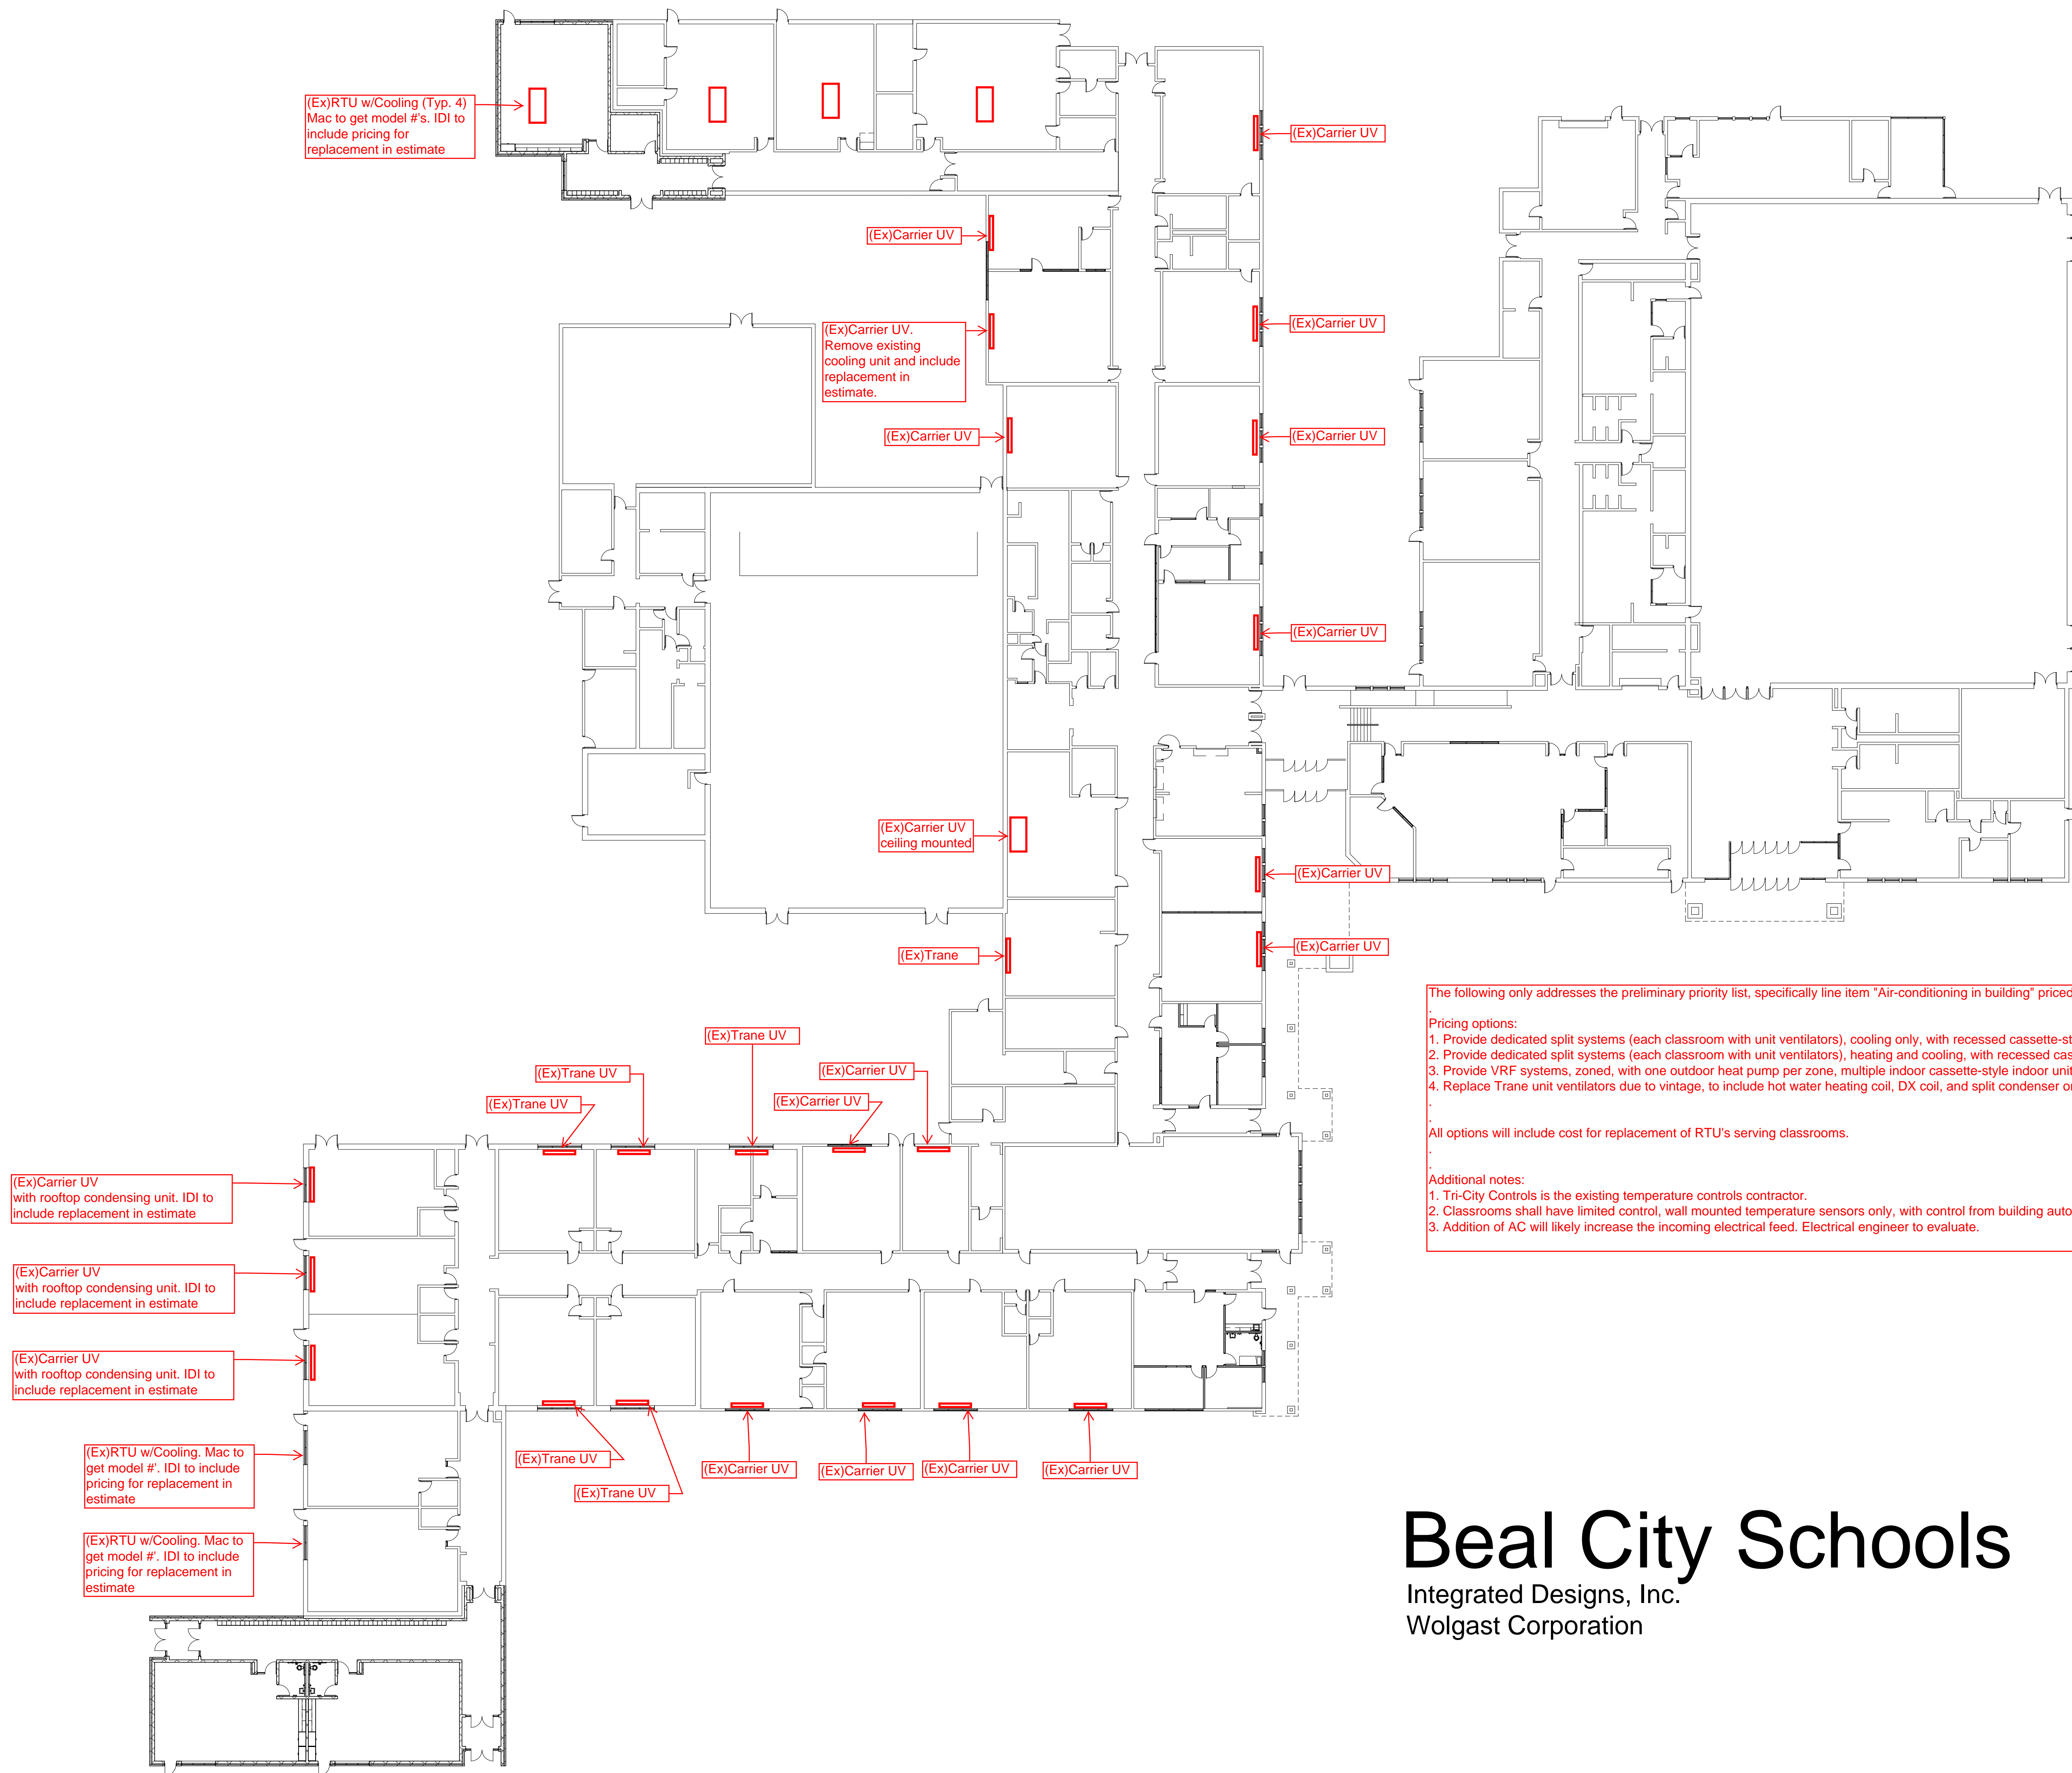 (Ex)RTU w/Cooling (Typ. 4)
Mac to get model #'s. IDI to
include pricing for
replacement in estimate
(Ex)Carrier UV
(Ex)Carrier UV
(Ex)Carrier UV.
Remove existing
cooling unit and include
replacement in
estimate.
(Ex)Carrier UV
(Ex)Carrier UV
(Ex)Carrier UV
(Ex)Carrier UV
(Ex)Carrier UV
ceiling mounted
(Ex)Carrier UV
(Ex)Carrier UV
(Ex)Trane
The following only addresses the preliminary priority list, specifically line item "Air-conditioning in building" priced
.
Pricing options:
1. Provide dedicated split systems (each classroom with unit ventilators), cooling only, with recessed cassette-st
2. Provide dedicated split systems (each classroom with unit ventilators), heating and cooling, with recessed cas
3. Provide VRF systems, zoned, with one outdoor heat pump per zone, multiple indoor cassette-style indoor unit
4. Replace Trane unit ventilators due to vintage, to include hot water heating coil, DX coil, and split condenser o
.
.
All options will include cost for replacement of RTU's serving classrooms.
.
.
Additional notes:
1. Tri-City Controls is the existing temperature controls contractor.
2. Classrooms shall have limited control, wall mounted temperature sensors only, with control from building auto
3. Addition of AC will likely increase the incoming electrical feed. Electrical engineer to evaluate.
(Ex)Trane UV
(Ex)Trane UV
(Ex)Carrier UV
(Ex)Trane UV
(Ex)Carrier UV
(Ex)Carrier UV
with rooftop condensing unit. IDI to
include replacement in estimate
(Ex)Carrier UV
with rooftop condensing unit. IDI to
include replacement in estimate
(Ex)Carrier UV
with rooftop condensing unit. IDI to
include replacement in estimate
(Ex)RTU w/Cooling. Mac to
get model #'. IDI to include
pricing for replacement in
estimate
(Ex)Trane UV
(Ex)Carrier UV
(Ex)Carrier UV
(Ex)Carrier UV
(Ex)Carrier UV
(Ex)Trane UV
(Ex)RTU w/Cooling. Mac to
get model #'. IDI to include
pricing for replacement in
estimate
Beal City Schools
Integrated Designs, Inc.
Wolgast Corporation